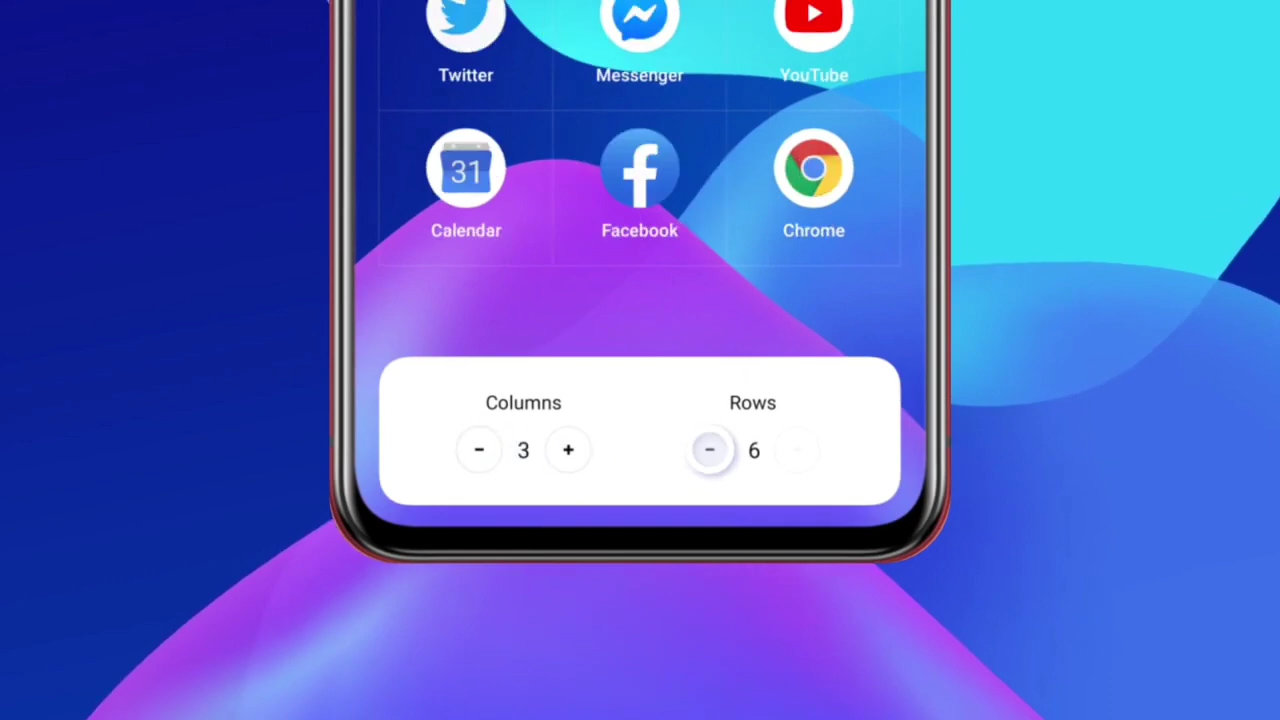 Twitter Messenger YouTube
31
Calendar Facebook Chrome
Columns Rows
- 3 + - 6